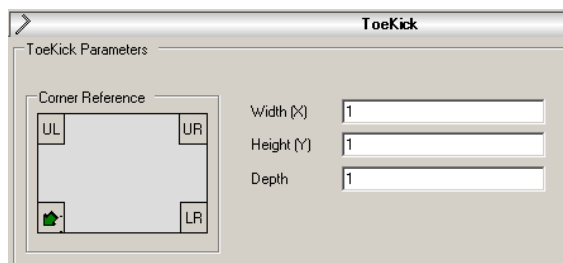 ToeKick
ToeKick Parameters
Corner Reference
UL
UR
LR
Width (X)
1
Height (Y)
1
Depth
1